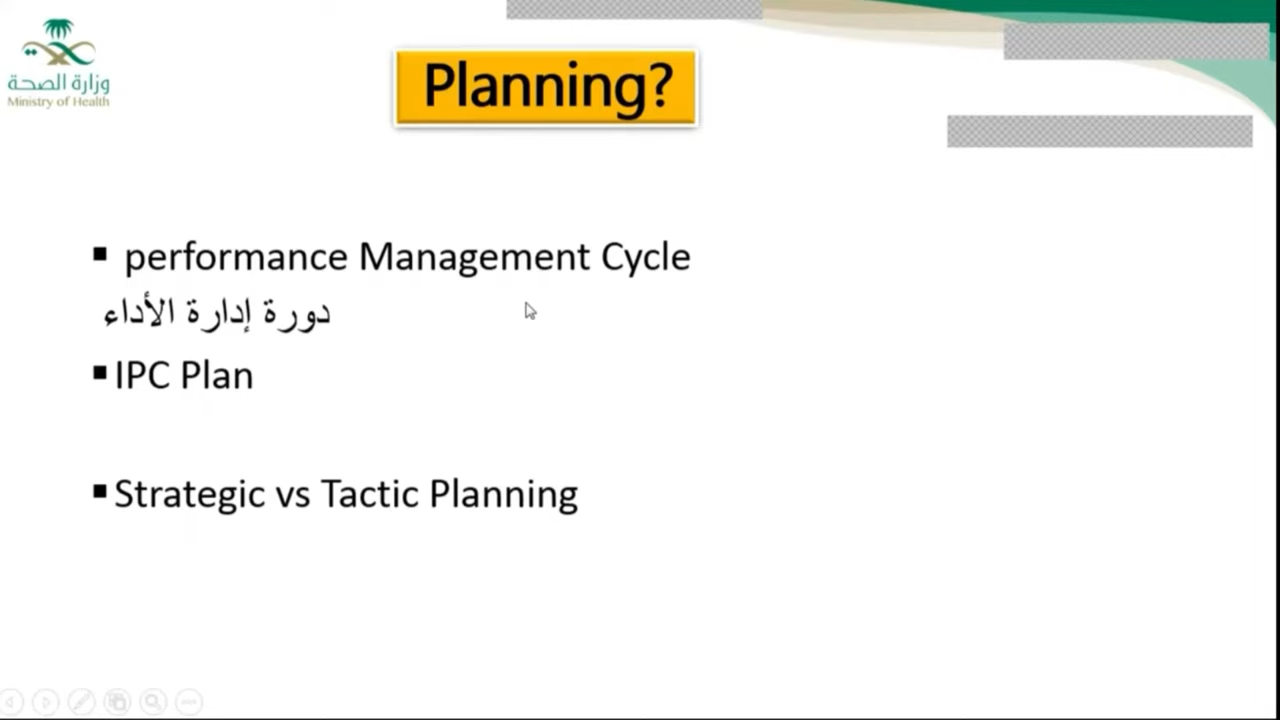 وزارة الصحة
Ministry of Health
Planning?
performance Management Cycle
دورة إدارة الأداء
IPC Plan
Strategic vs Tactic Planning